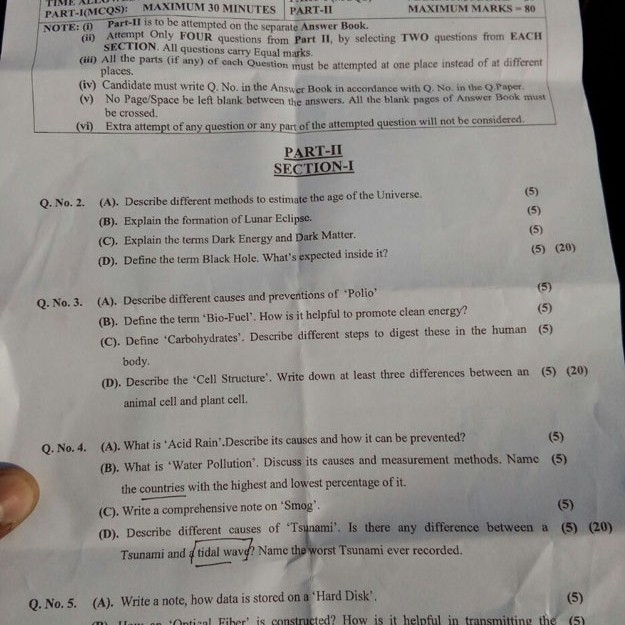 PART-I(MCQS): MAXIMUM 30 MINUTES PART-II MAXIMUM MARKS = 80
NOTE: (i) Part-II is to be attempted on the separate Answer Book.
(ii) Attempt Only FOUR questions from Part II, by selecting TWO questions from EACH
SECTION. All questions carry Equal marks.
(iii) All the parts (if any) of each Question must be attempted at one place instead of at different
places.
(iv) Candidate must write Q. No. in the Answer Book in accordance with Q. No. in the Q.Paper.
(v) No Page/Space be left blank between the answers. All the blank pages of Answer Book must
be crossed.
(vi) Extra attempt of any question or any part of the attempted question will not be considered.
PART-II
SECTION-I
Q. No. 2. (A). Describe different methods to estimate the age of the Universe. (5)
(B). Explain the formation of Lunar Eclipse. (5)
(C). Explain the terms Dark Energy and Dark Matter. (5)
(D). Define the term Black Hole. What's expected inside it? (5) (20)
Q. No. 3. (A). Describe different causes and preventions of 'Polio' (5)
(B). Define the term 'Bio-Fuel'. How is it helpful to promote clean energy? (5)
(C). Define 'Carbohydrates'. Describe different steps to digest these in the human (5)
body.
(D). Describe the 'Cell Structure'. Write down at least three differences between an (5) (20)
animal cell and plant cell.
Q. No. 4. (A). What is 'Acid Rain'.Describe its causes and how it can be prevented? (5)
(B). What is 'Water Pollution'. Discuss its causes and measurement methods. Name (5)
the countries with the highest and lowest percentage of it.
(C). Write a comprehensive note on 'Smog'. (5)
(D). Describe different causes of 'Tsunami'. Is there any difference between a (5) (20)
Tsunami and a tidal wave? Name the worst Tsunami ever recorded.
Q. No. 5. (A). Write a note, how data is stored on a 'Hard Disk'. (5)
'Optical Fiber' is constructed? How is it helpful in transmitting the (5)